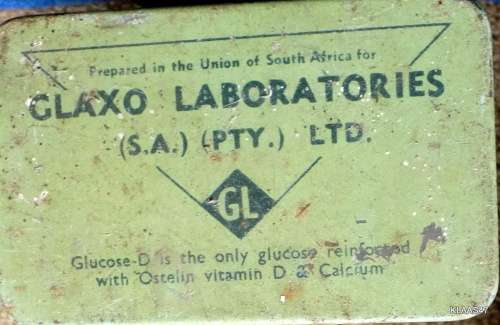 Prepared in the Union of South Africa for
GLAXO LABORATORIES
(S.A.) (PTY.) LTD.
GL
Glucose-D is the only glucose reinforced
with Ostelin vitamin D & Calcium
KLAAS07